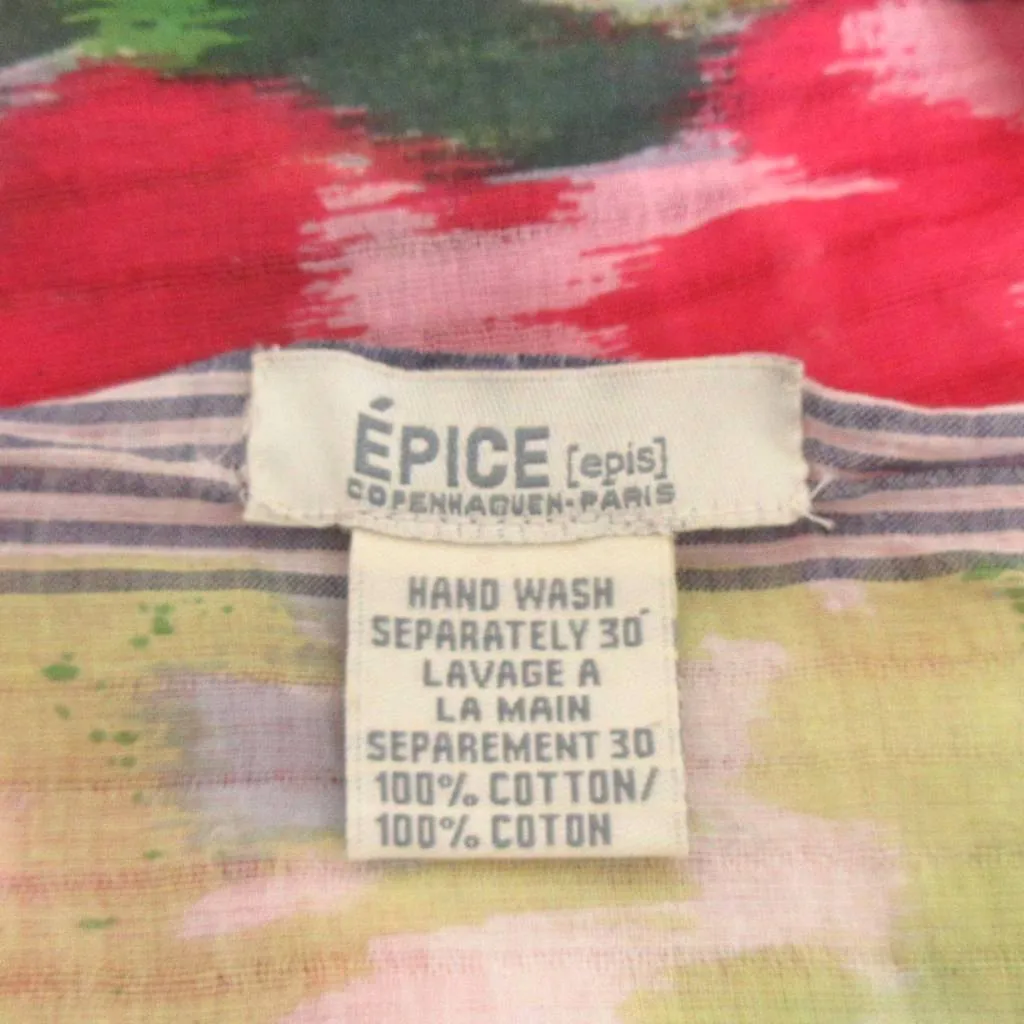 ÉPICE [epis]
COPENHAGUEN-PARIS
HAND WASH
SEPARATELY 30°
LAVAGE A
LA MAIN
SEPAREMENT 30°
100% COTTON/
100% COTON